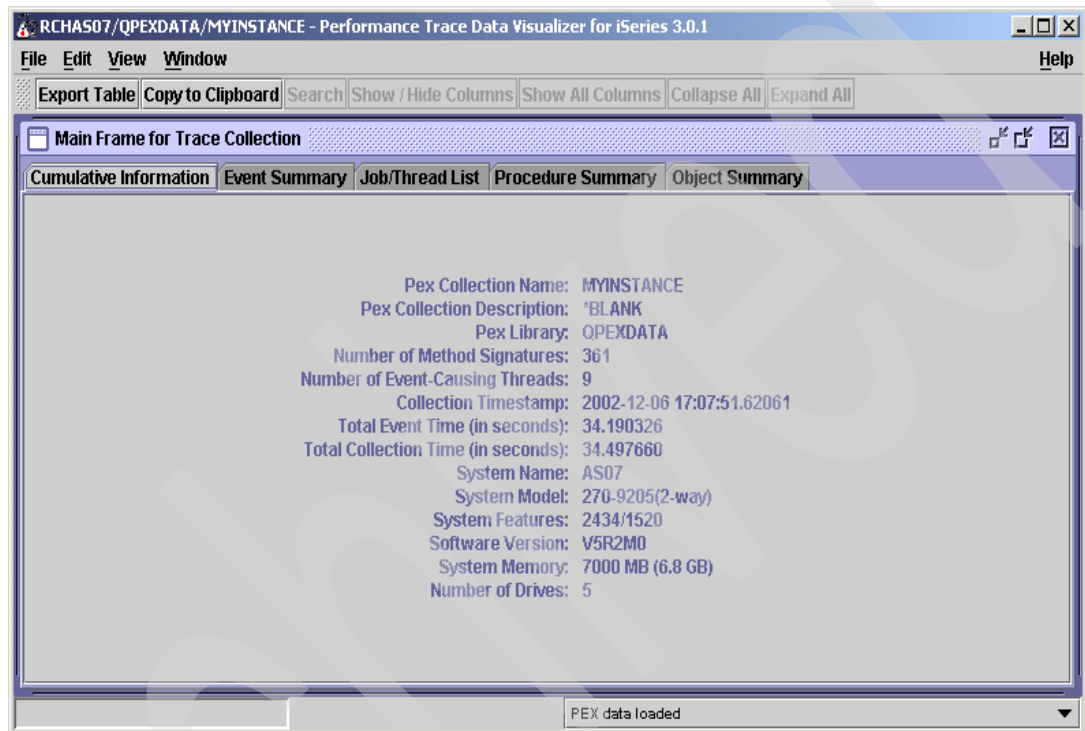 RCHAS07/QPEXDATA/MYINSTANCE - Performance Trace Data Visualizer for iSeries 3.0.1
File Edit View Window Help
Export Table Copy to Clipboard Search Show / Hide Columns Show All Columns Collapse All Expand All
Main Frame for Trace Collection
Cumulative Information Event Summary Job/Thread List Procedure Summary Object Summary
Pex Collection Name: MYINSTANCE
Pex Collection Description: *BLANK
Pex Library: QPEXDATA
Number of Method Signatures: 361
Number of Event-Causing Threads: 9
Collection Timestamp: 2002-12-06 17:07:51.62061
Total Event Time (in seconds): 34.190326
Total Collection Time (in seconds): 34.497660
System Name: AS07
System Model: 270-9205(2-way)
System Features: 2434/1520
Software Version: V5R2M0
System Memory: 7000 MB (6.8 GB)
Number of Drives: 5
PEX data loaded